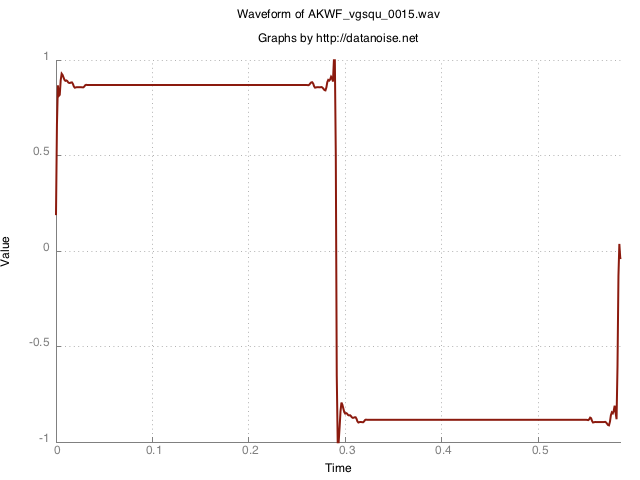 Waveform of AKWF_vgsqu_0015.wav
Graphs by http://datanoise.net
1
0.5
0
-0.5
-1
Value
0 0.1 0.2 0.3 0.4 0.5
Time